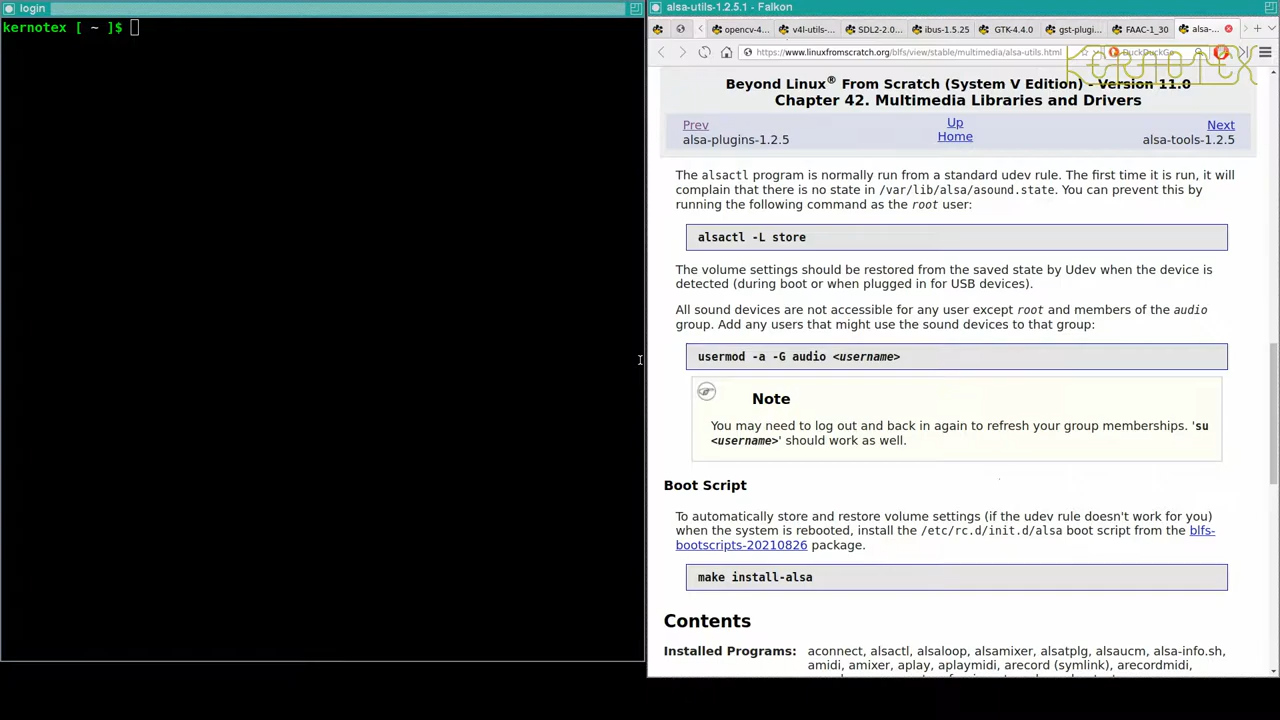 login
kernotex [ ~ ]$
alsa-utils-1.2.5.1 - Falkon
opencv-4... v4l-utils-... SDL2-2.0... ibus-1.5.25 GTK-4.4.0 gst-plugi... FAAC-1_30 alsa-...
https://www.linuxfromscratch.org/blfs/view/stable/multimedia/alsa-utils.html DuckDuckGo
KERNOTEX
Beyond Linux® From Scratch (System V Edition) - Version 11.0
Chapter 42. Multimedia Libraries and Drivers
Prev Up Next
alsa-plugins-1.2.5 Home alsa-tools-1.2.5
The alsactl program is normally run from a standard udev rule. The first time it is run, it will
complain that there is no state in /var/lib/alsa/asound.state. You can prevent this by
running the following command as the root user:
alsactl -L store
The volume settings should be restored from the saved state by Udev when the device is
detected (during boot or when plugged in for USB devices).
All sound devices are not accessible for any user except root and members of the audio
group. Add any users that might use the sound devices to that group:
usermod -a -G audio <username>
Note
You may need to log out and back in again to refresh your group memberships. 'su
<username>' should work as well.
Boot Script
To automatically store and restore volume settings (if the udev rule doesn't work for you)
when the system is rebooted, install the /etc/rc.d/init.d/alsa boot script from the blfs-
bootscripts-20210826 package.
make install-alsa
Contents
Installed Programs: aconnect, alsactl, alsaloop, alsamixer, alsatplg, alsaucm, alsa-info.sh,
amidi, amixer, aplay, aplaymidi, arecord (symlink), arecordmidi,